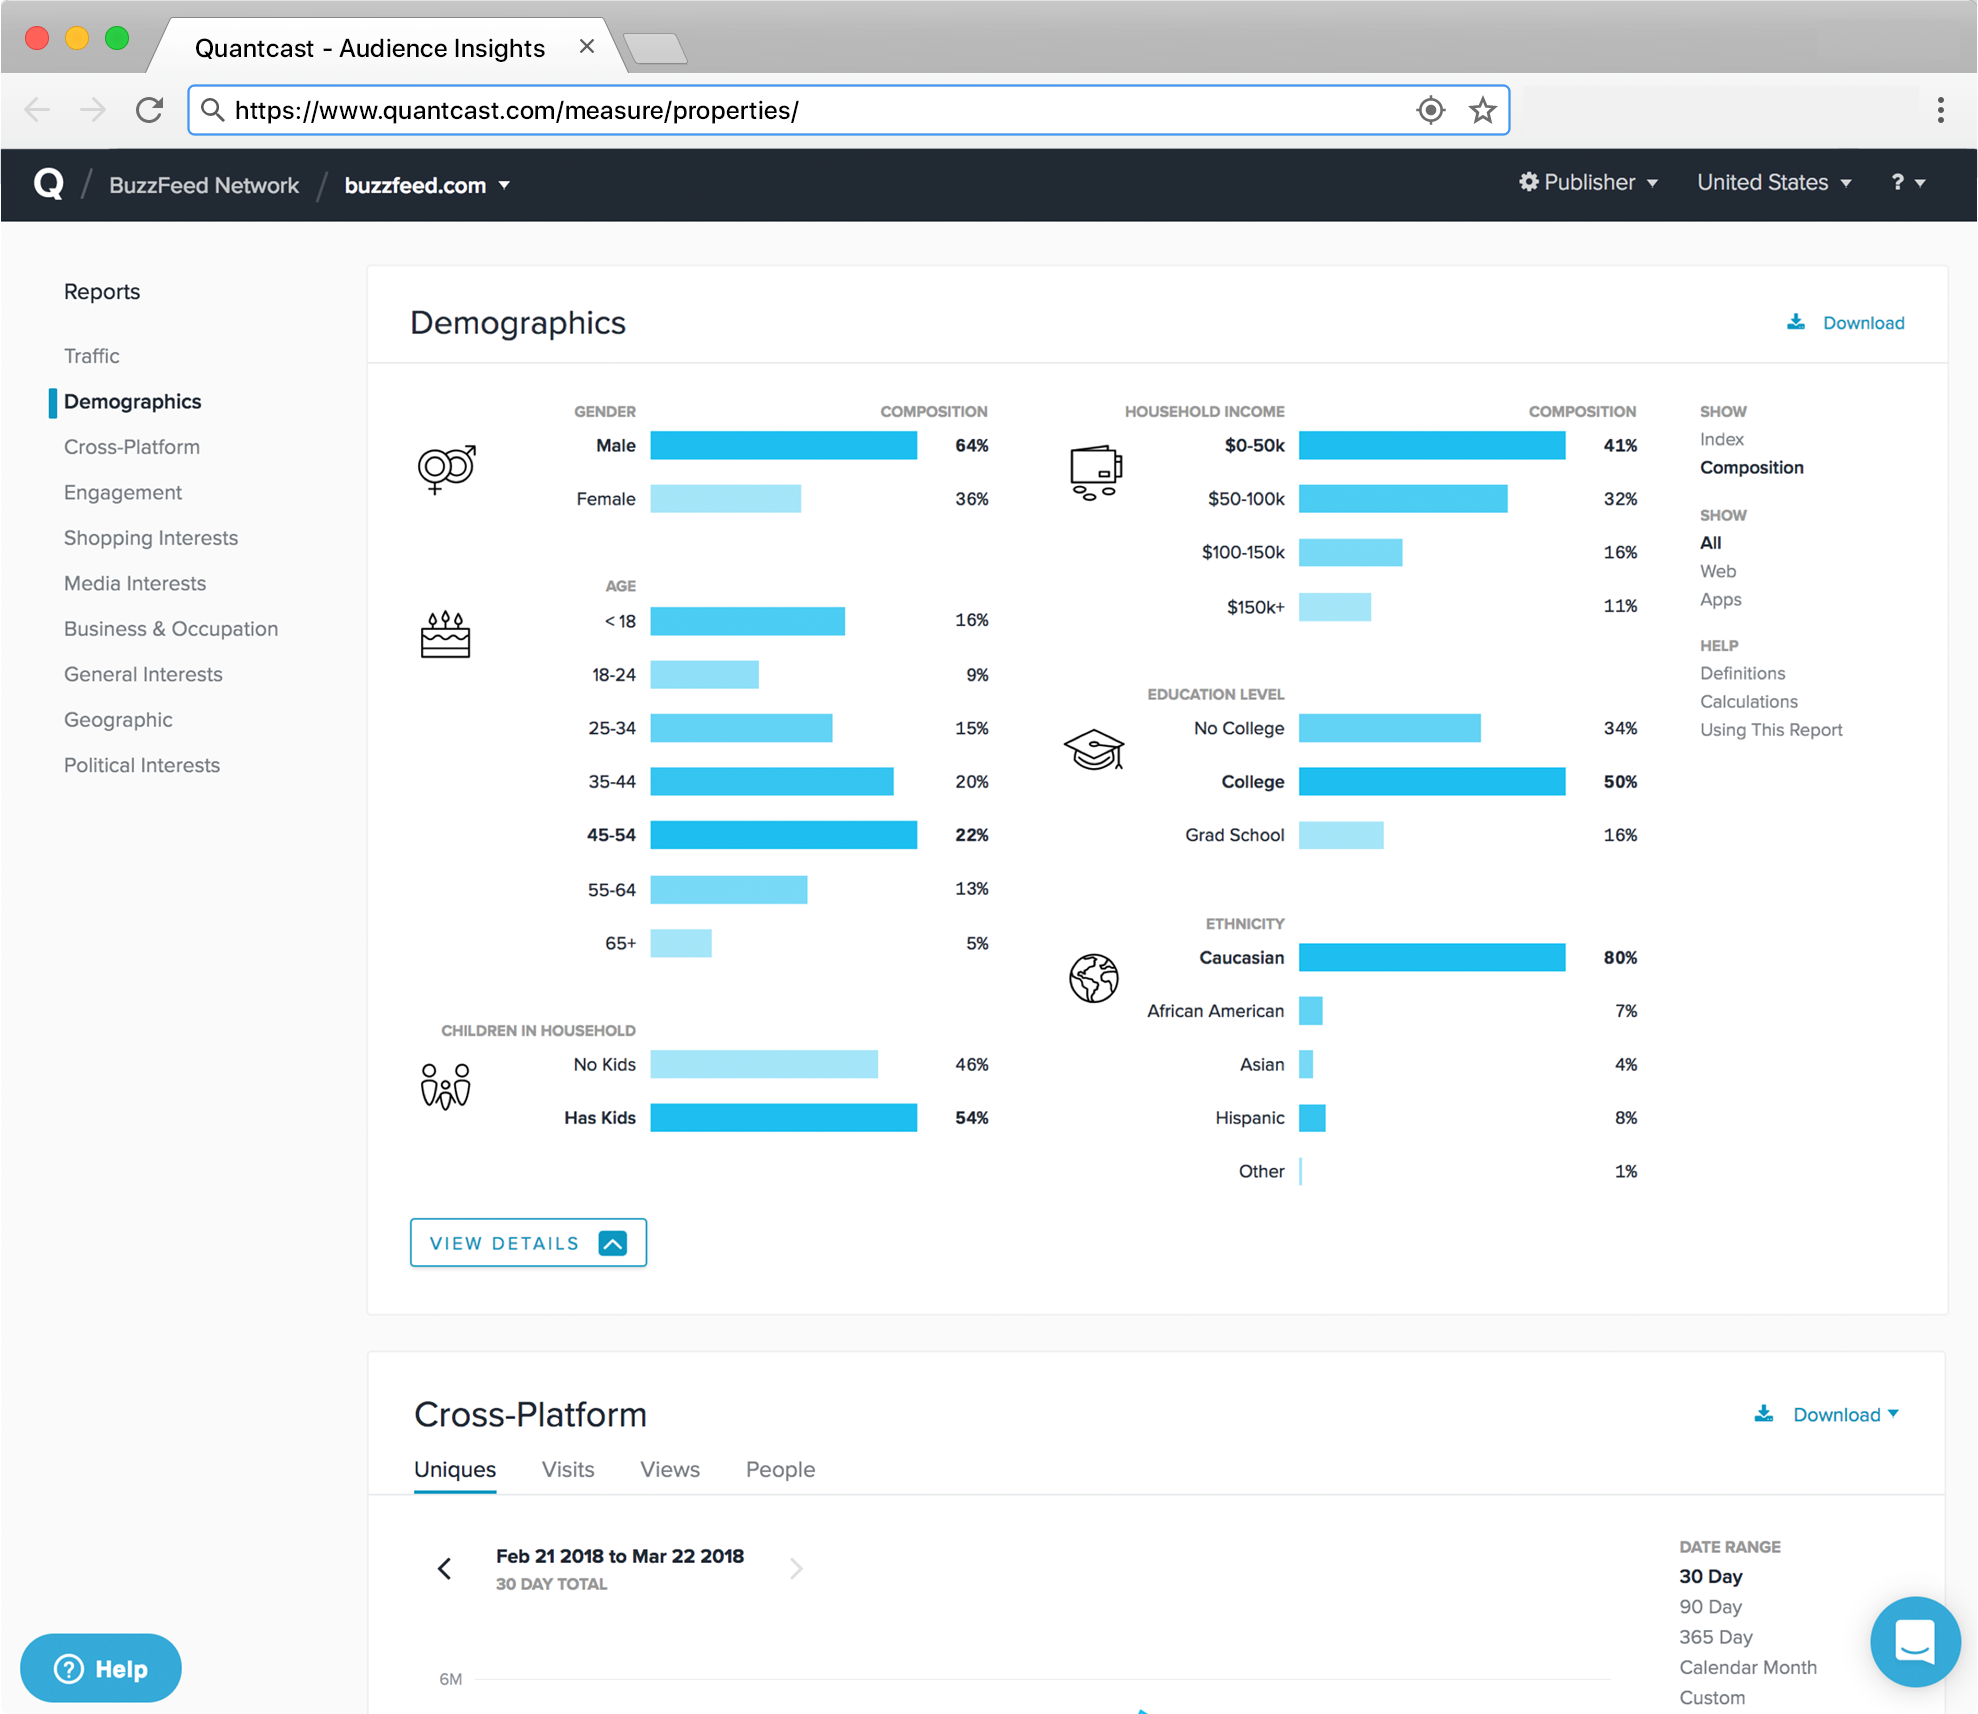 Quantcast - Audience Insights
https://www.quantcast.com/measure/properties/
Q / BuzzFeed Network / buzzfeed.com
Publisher
United States
?
Reports
Traffic
Demographics
Cross-Platform
Engagement
Shopping Interests
Media Interests
Business & Occupation
General Interests
Geographic
Political Interests
Demographics
Download
GENDER COMPOSITION
Male 64%
Female 36%
AGE
< 18 16%
18-24 9%
25-34 15%
35-44 20%
45-54 22%
55-64 13%
65+ 5%
CHILDREN IN HOUSEHOLD
No Kids 46%
Has Kids 54%
HOUSEHOLD INCOME COMPOSITION
$0-50k 41%
$50-100k 32%
$100-150k 16%
$150k+ 11%
EDUCATION LEVEL
No College 34%
College 50%
Grad School 16%
ETHNICITY
Caucasian 80%
African American 7%
Asian 4%
Hispanic 8%
Other 1%
SHOW
Index
Composition
SHOW
All
Web
Apps
HELP
Definitions
Calculations
Using This Report
VIEW DETAILS
Cross-Platform
Download
Uniques Visits Views People
Feb 21 2018 to Mar 22 2018
30 DAY TOTAL
6M
DATE RANGE
30 Day
90 Day
365 Day
Calendar Month
Custom
? Help